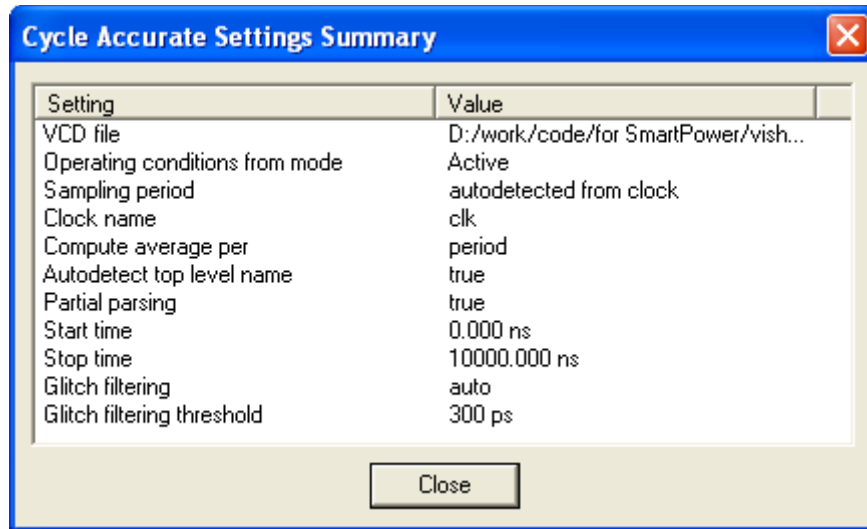 Cycle Accurate Settings Summary
Setting Value
VCD file D:/work/code/for SmartPower/vish...
Operating conditions from mode Active
Sampling period autodetected from clock
Clock name clk
Compute average per period
Autodetect top level name true
Partial parsing true
Start time 0.000 ns
Stop time 10000.000 ns
Glitch filtering auto
Glitch filtering threshold 300 ps
Close